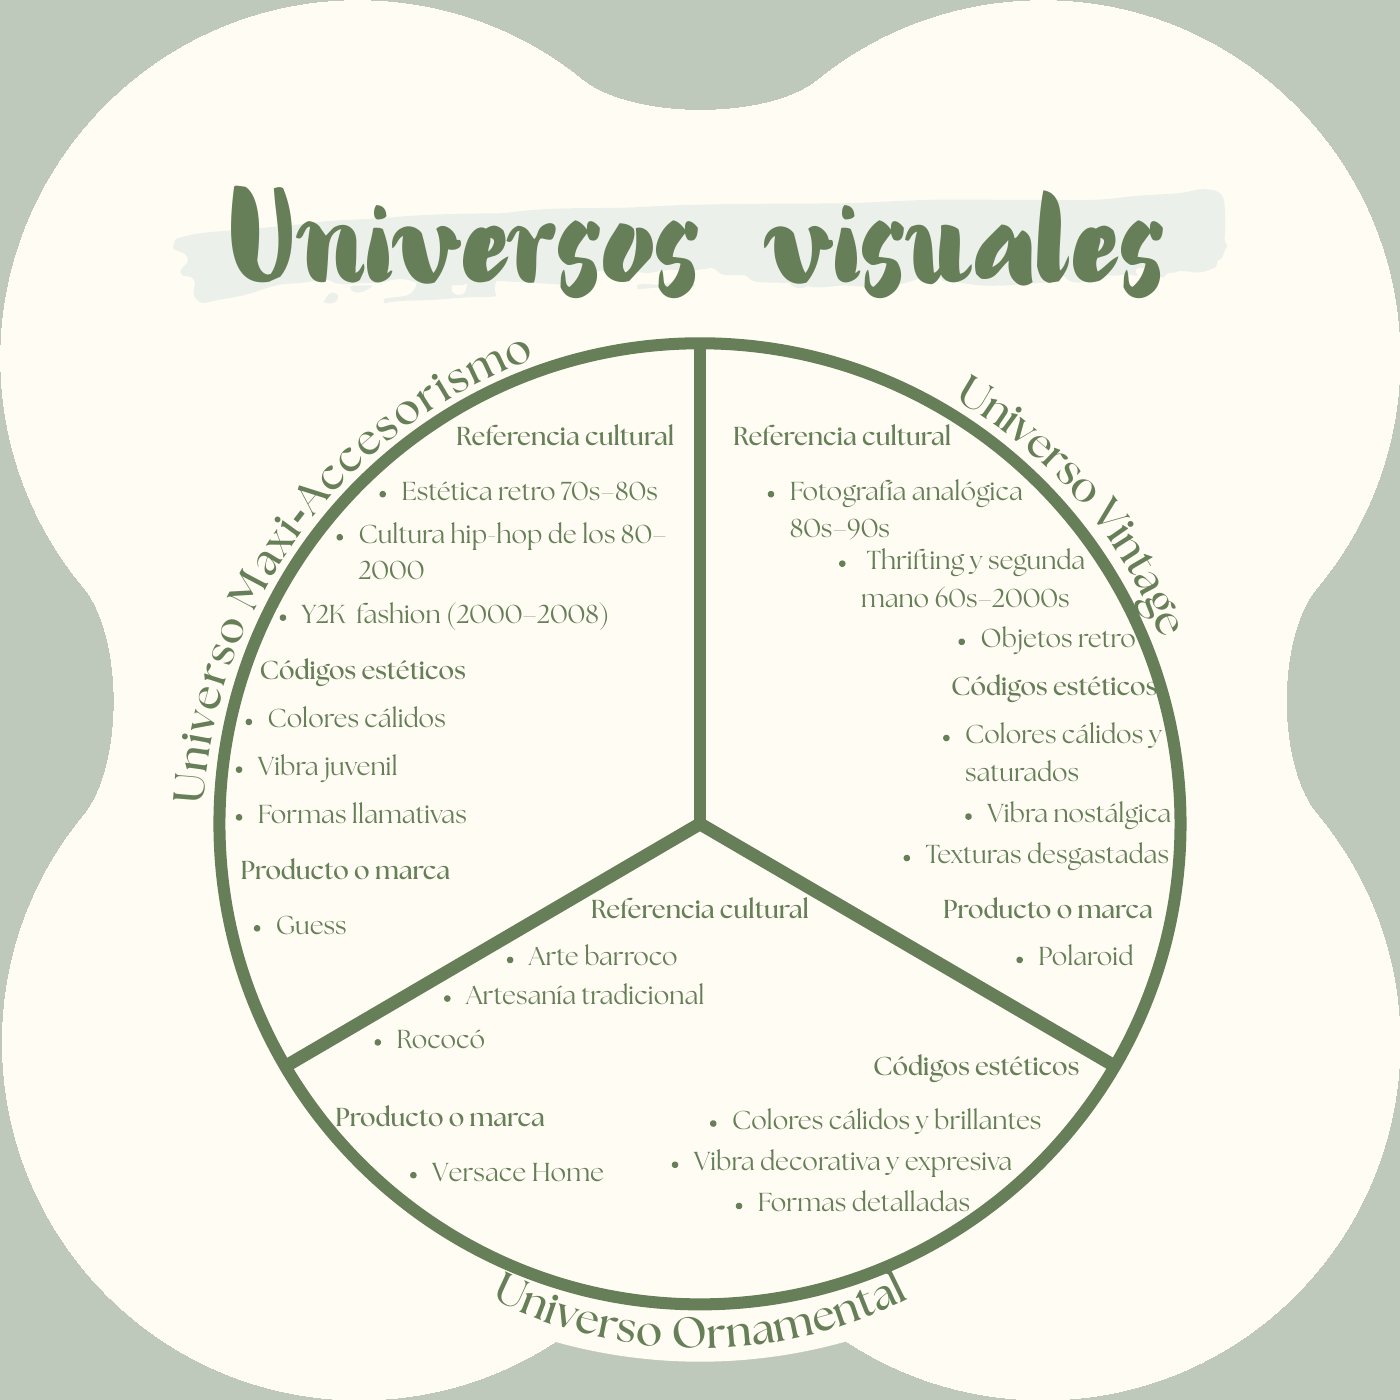 Universos visuales
Universo Maxi-Accesorismo
Referencia cultural
• Estética retro 70s–80s
• Cultura hip-hop de los 80–
2000
• Y2K fashion (2000–2008)
Códigos estéticos
• Colores cálidos
• Vibra juvenil
• Formas llamativas
Producto o marca
• Guess
Universo Vintage
Referencia cultural
• Fotografía analógica
80s–90s
• Thrifting y segunda
mano 60s–2000s
• Objetos retro
Códigos estéticos
• Colores cálidos y
saturados
• Vibra nostálgica
• Texturas desgastadas
Producto o marca
• Polaroid
Referencia cultural
• Arte barroco
• Artesanía tradicional
• Rococó
Producto o marca
• Versace Home
Códigos estéticos
• Colores cálidos y brillantes
• Vibra decorativa y expresiva
• Formas detalladas
Universo Ornamental